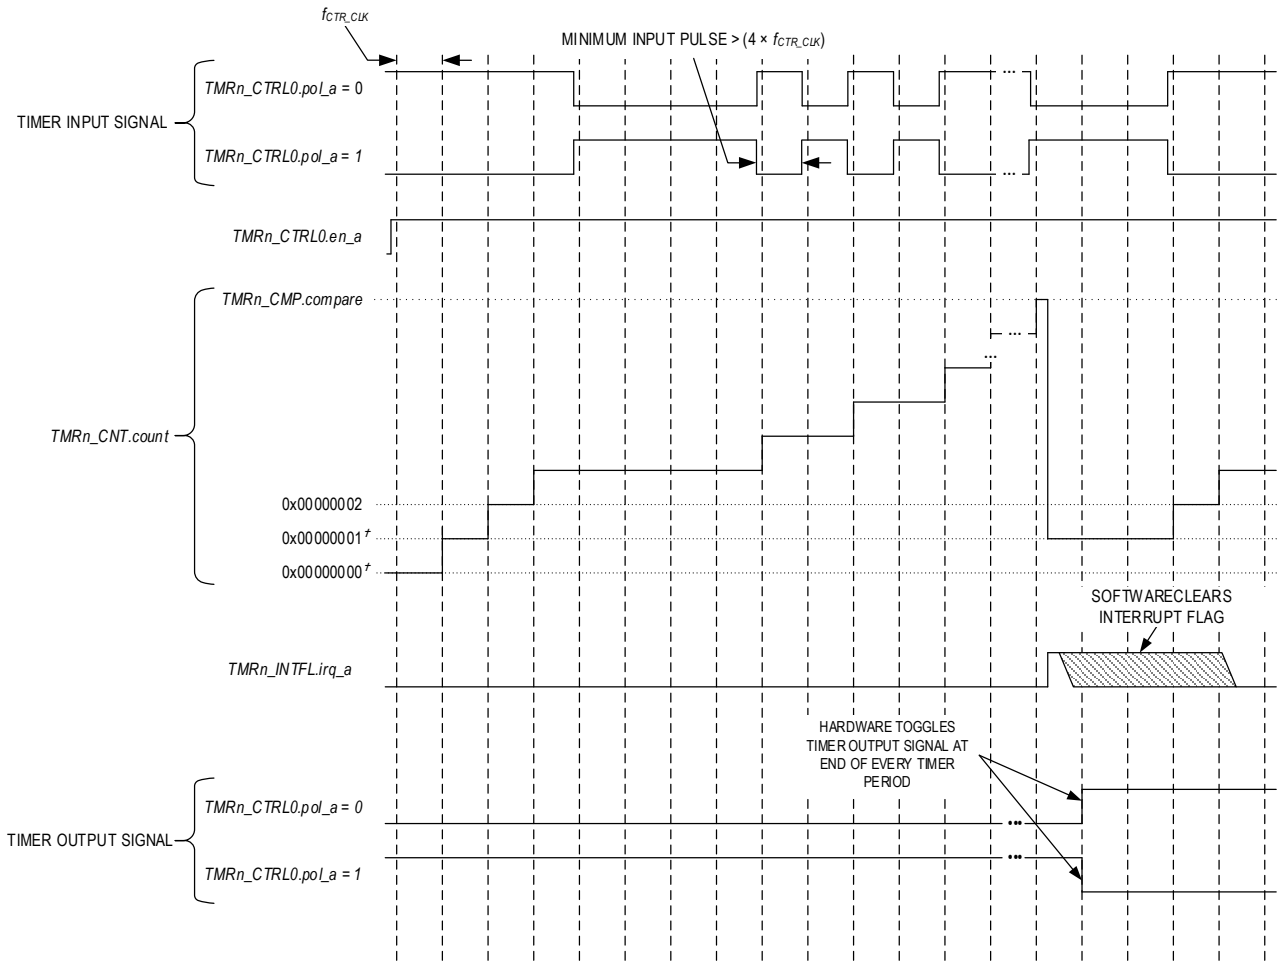 fCTR_CLK
MINIMUM INPUT PULSE > (4 × fCTR_CLK)
TMRn_CTRL0.pol_a = 0
...
TIMER INPUT SIGNAL
TMRn_CTRL0.pol_a = 1
...
TMRn_CTRL0.en_a
TMRn_CMP.compare
...
...
TMRn_CNT.count
0x00000002
0x00000001†
0x00000000†
SOFTWARECLEARS
INTERRUPT FLAG
TMRn_INTFL.irq_a
HARDWARE TOGGLES
TIMER OUTPUT SIGNAL AT
END OF EVERY TIMER
PERIOD
TMRn_CTRL0.pol_a = 0
...
TIMER OUTPUT SIGNAL
...
TMRn_CTRL0.pol_a = 1